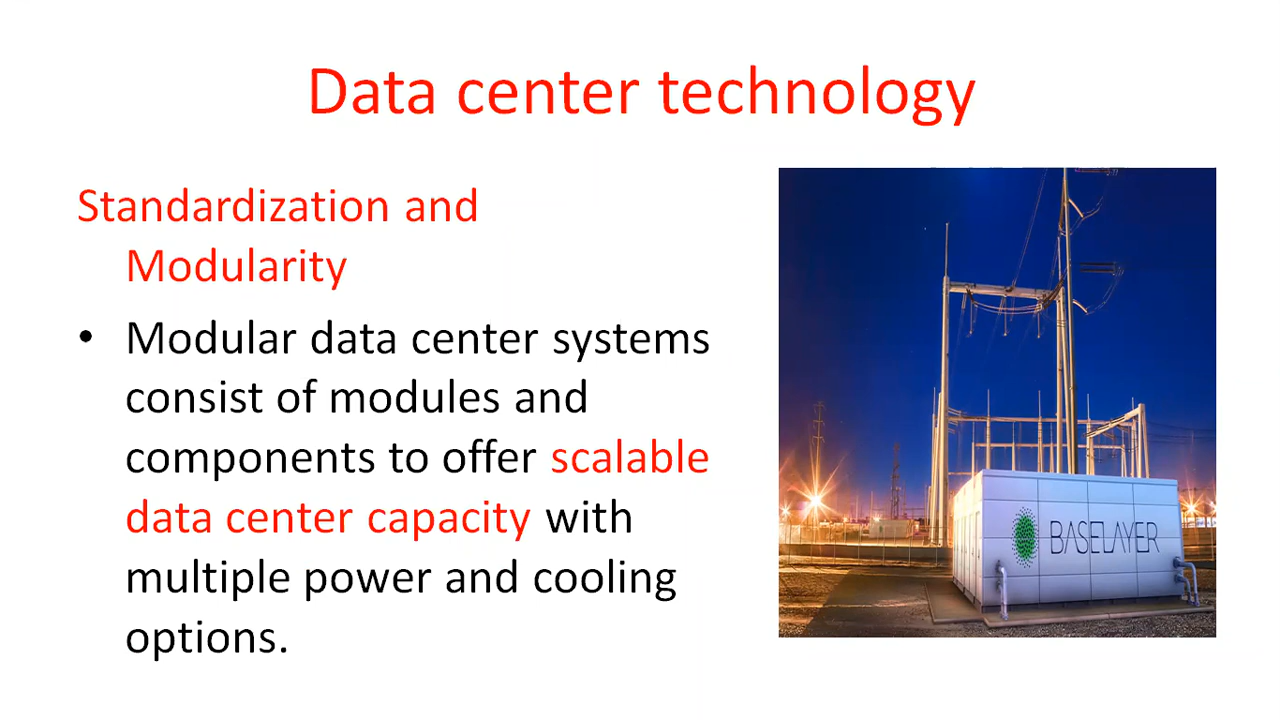 Data center technology
Standardization and
Modularity
• Modular data center systems
consist of modules and
components to offer scalable
data center capacity with
multiple power and cooling
options.
BASELAYER